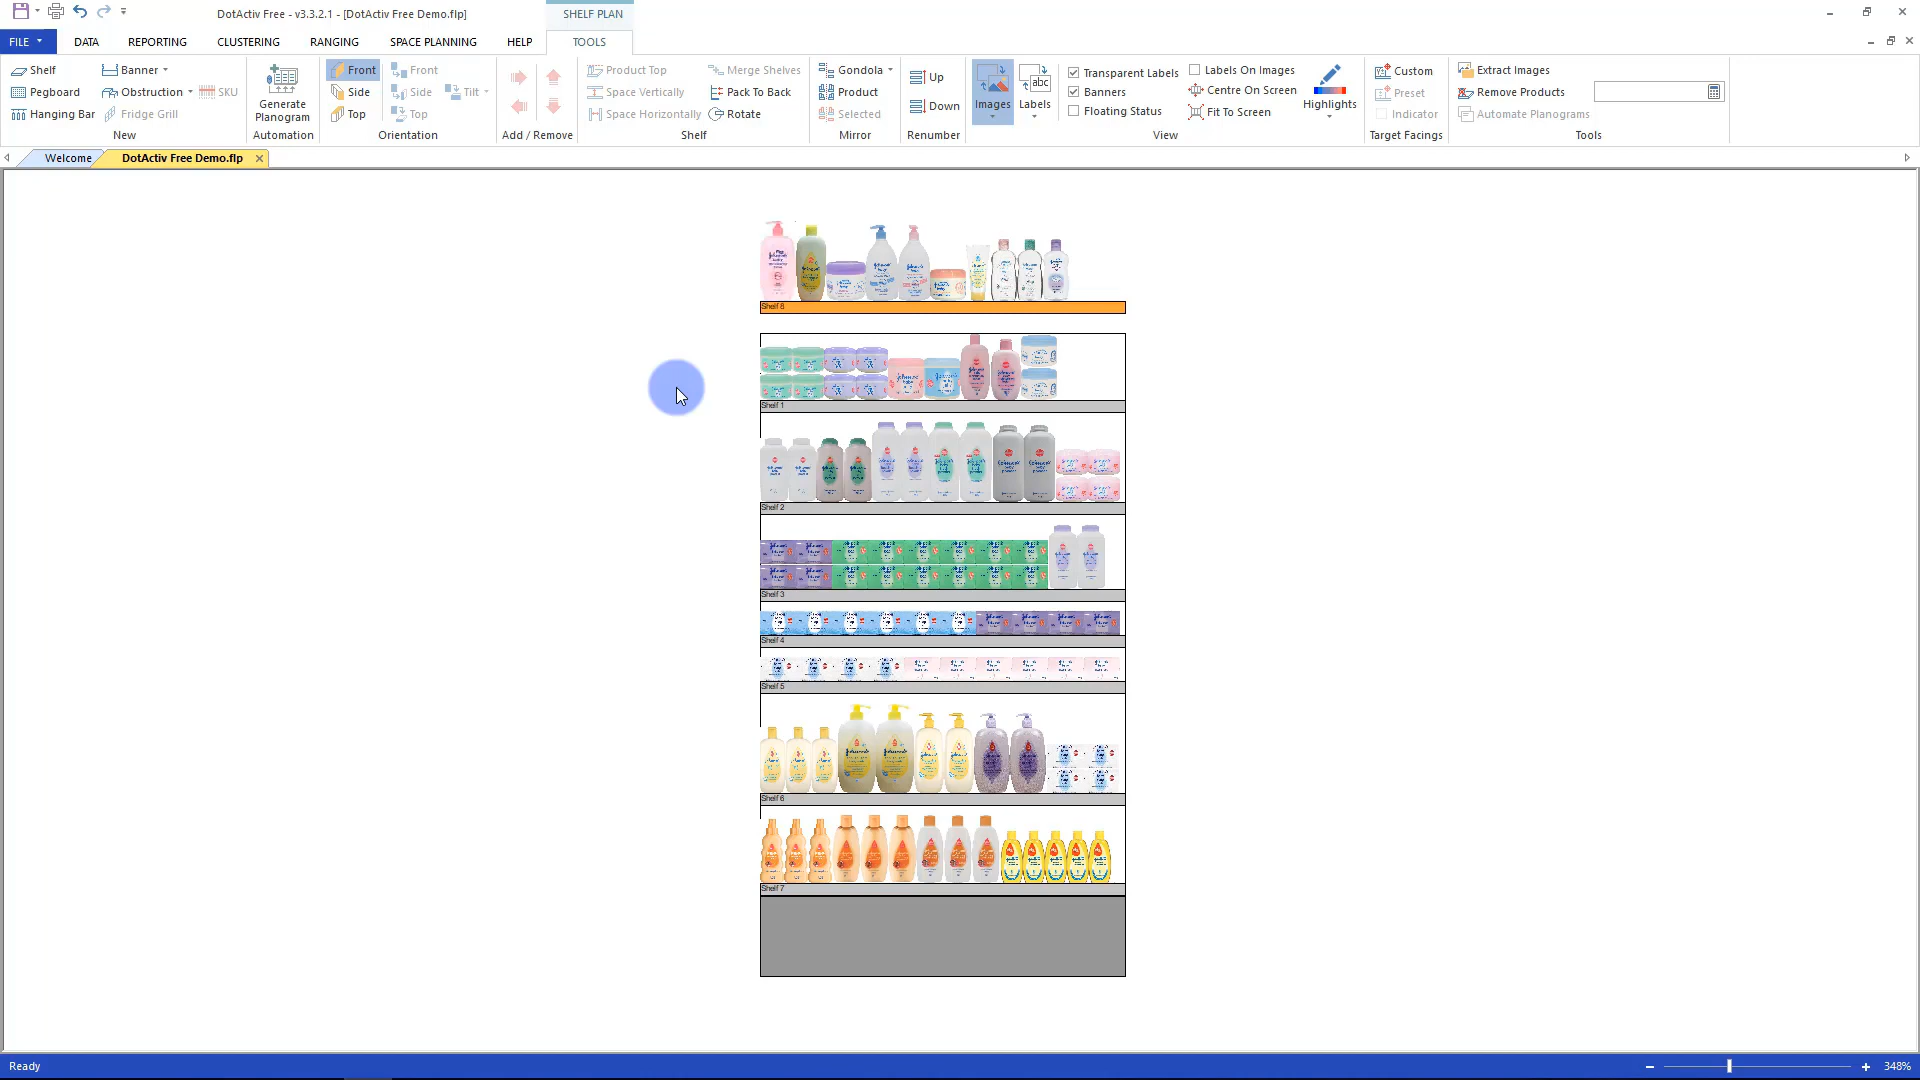 DotActiv Free - v3.3.2.1 - [DotActiv Free Demo.flp]
SHELF PLAN
FILE DATA REPORTING CLUSTERING RANGING SPACE PLANNING HELP TOOLS
Shelf Banner
Pegboard Obstruction SKU
Hanging Bar Fridge Grill
New
Generate
Planogram
Automation
Front Front
Side Side Tilt
Top Top
Orientation
Add / Remove
Product Top Merge Shelves
Space Vertically Pack To Back
Space Horizontally Rotate
Shelf
Gondola
Product
Selected
Mirror
Up
Down
Renumber
Images
Labels
abc
Transparent Labels Labels On Images
Banners Centre On Screen
Floating Status Fit To Screen
Highlights
View
Custom
Preset
Indicator
Target Facings
Extract Images
Remove Products
Automate Planograms
Tools
Welcome DotActiv Free Demo.flp
Shelf 8
Shelf 1
Shelf 2
Shelf 3
Shelf 4
Shelf 5
Shelf 6
Shelf 7
Ready
348%